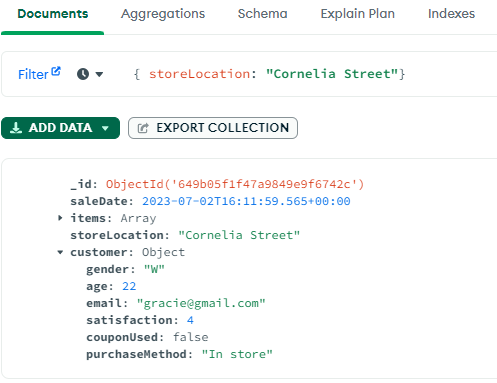 Documents Aggregations Schema Explain Plan Indexes
Filter { storeLocation: "Cornelia Street"}
ADD DATA EXPORT COLLECTION
_id: ObjectId('649b05f1f47a9849e9f6742c')
saleDate: 2023-07-02T16:11:59.565+00:00
items: Array
storeLocation: "Cornelia Street"
customer: Object
gender: "W"
age: 22
email: "gracie@gmail.com"
satisfaction: 4
couponUsed: false
purchaseMethod: "In store"